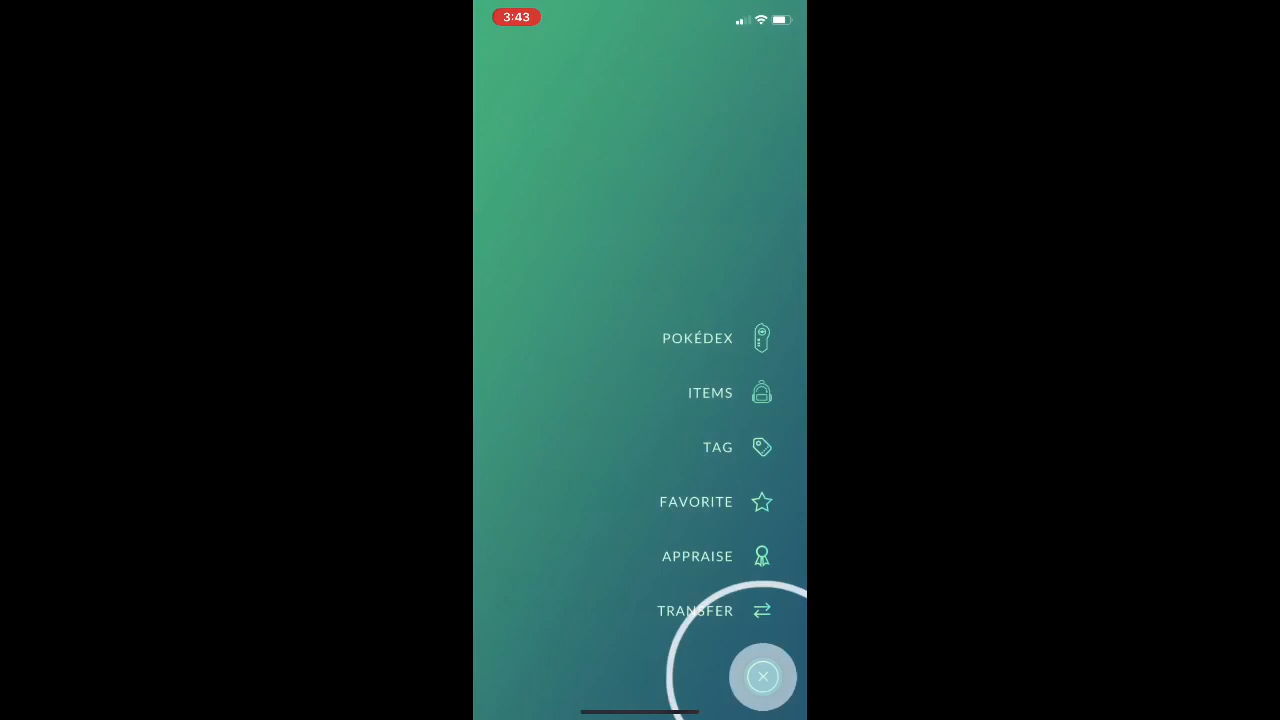 3:43
POKÉDEX
ITEMS
TAG
FAVORITE
APPRAISE
TRANSFER